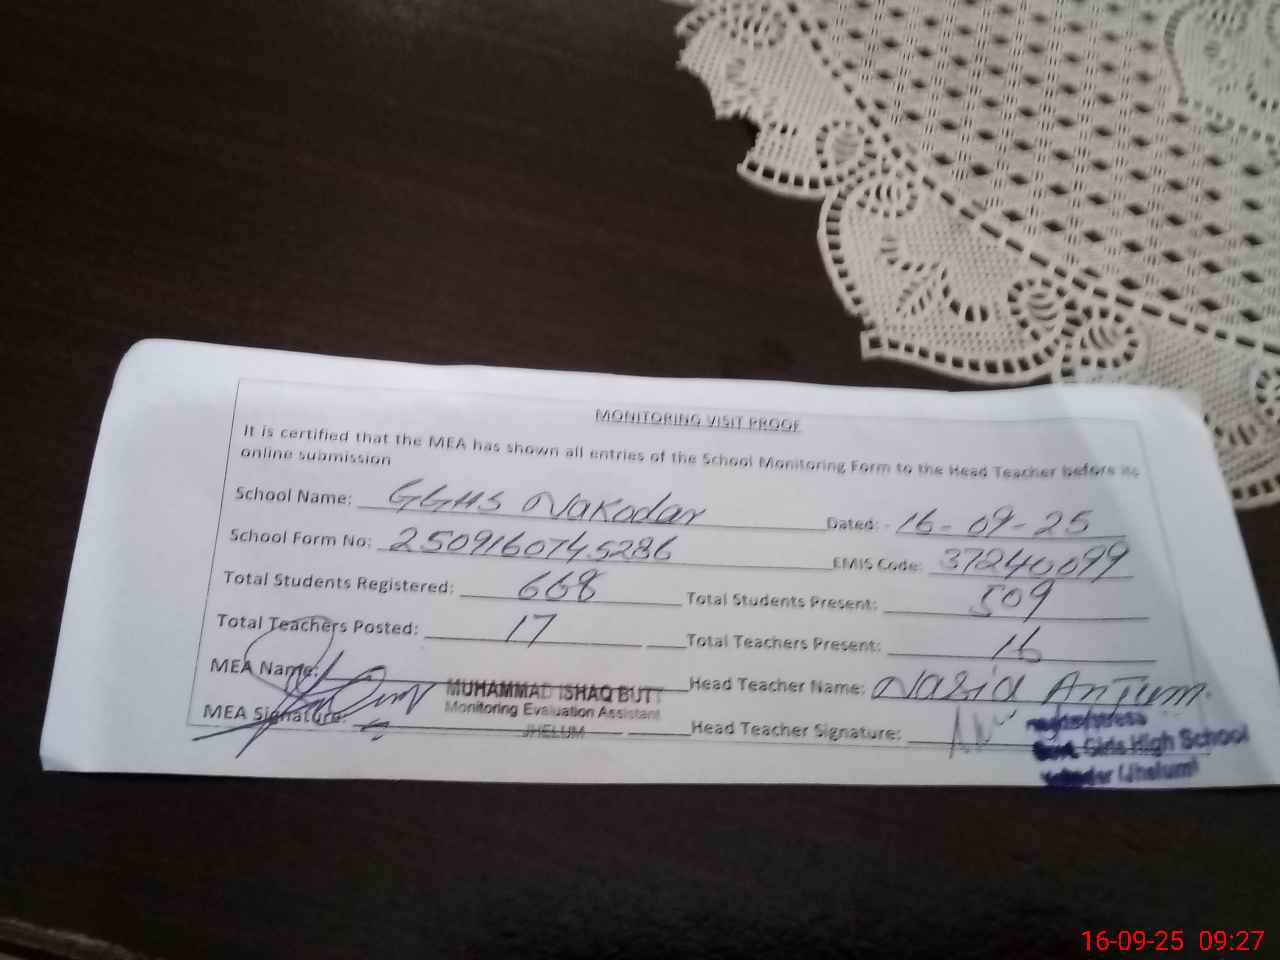 MONITORING VISIT PROOF
It is certified that the MEA has shown all entries of the School Monitoring Form to the Head Teacher before its
online submission
School Name: GGHS Nakodar Dated: - 16-09-25
School Form No: 2509160745286 EMIS Code: 37240099
Total Students Registered: 668 Total Students Present: 509
Total Teachers Posted: 17 Total Teachers Present: 16
MEA Name: MUHAMMAD ISHAQ BUTT Head Teacher Name: Nazia Anjum.
Monitoring Evaluation Assistant
MEA Signature: JHELUM Head Teacher Signature:
Govt. Girls High School
(Jhelum)
16-09-25 09:27